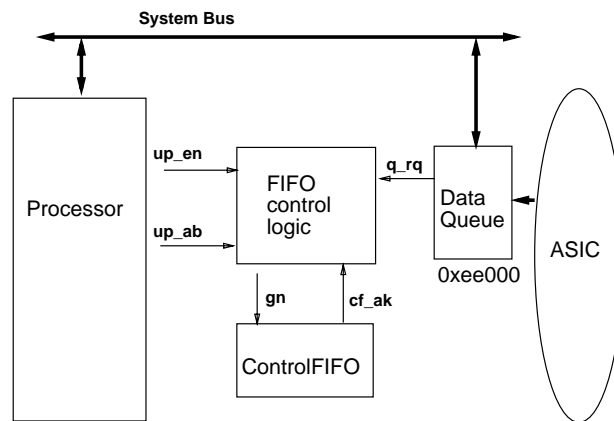 System Bus
Processor
up_en
up_ab
FIFO
control
logic
q_rq
Data
Queue
0xee000
ASIC
gn
cf_ak
ControlFIFO